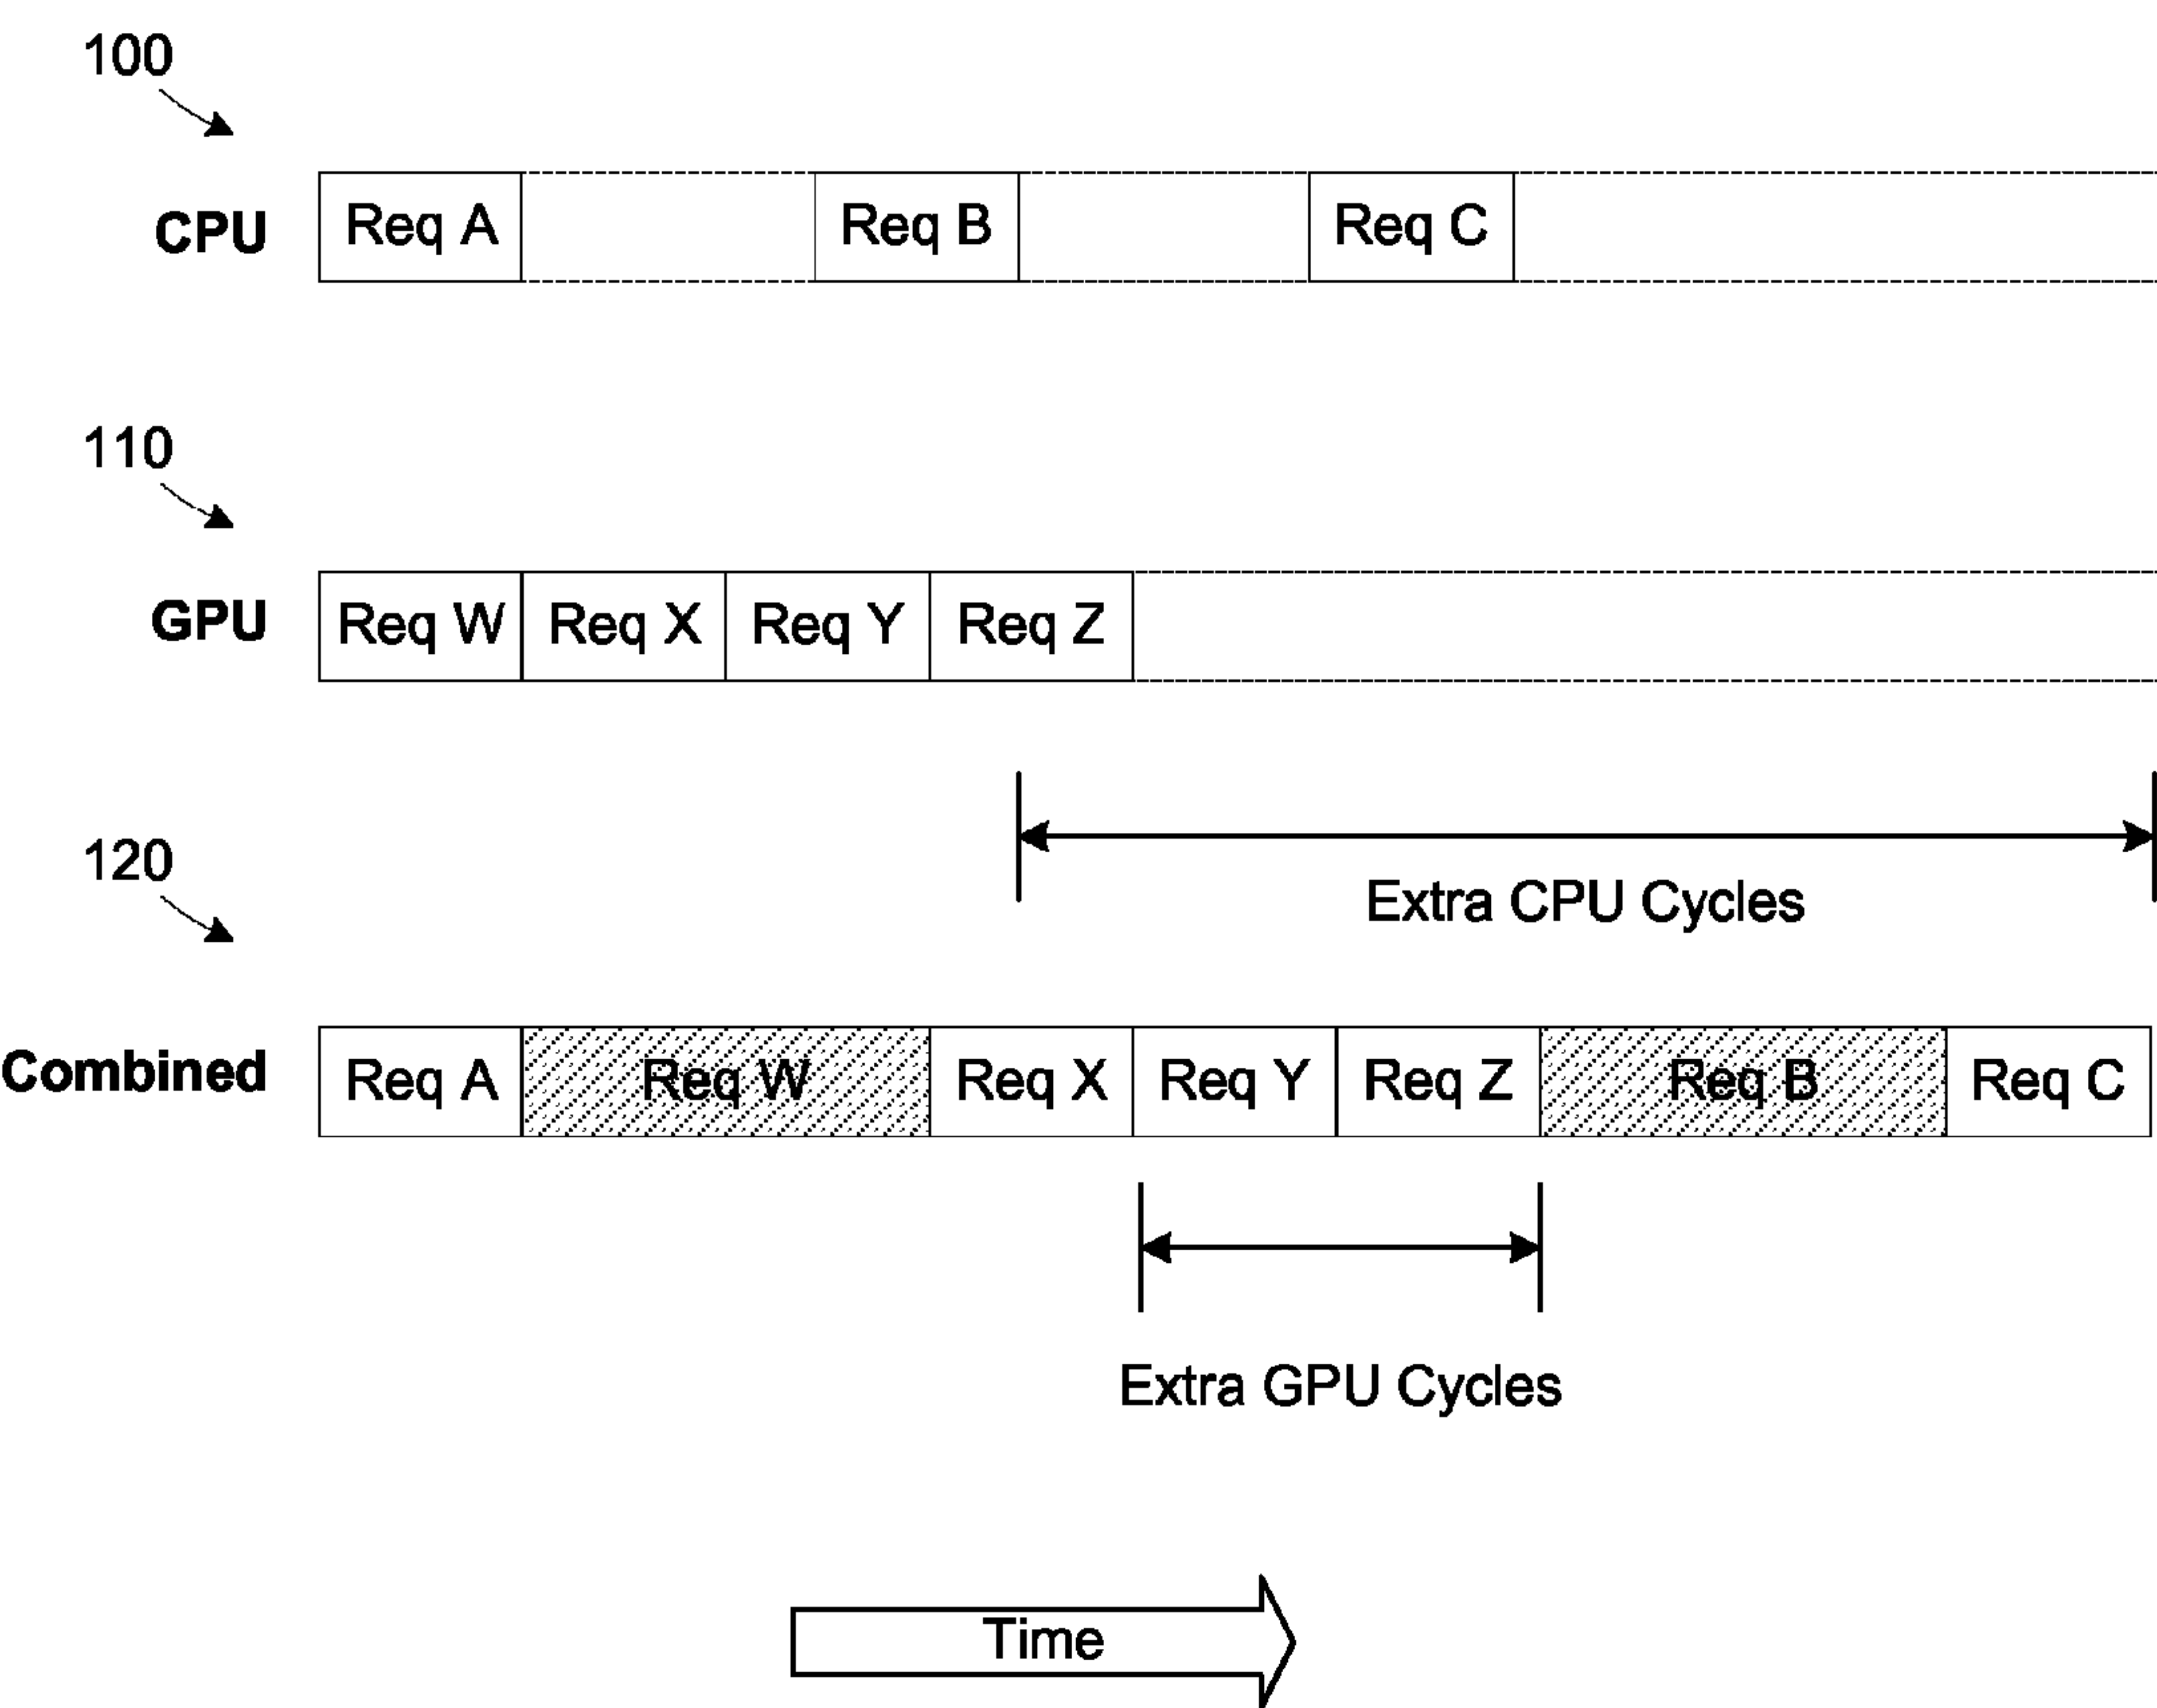 100
CPU Req A Req B Req C
110
GPU Req W Req X Req Y Req Z
120
Extra CPU Cycles
Combined Req A Req W Req X Req Y Req Z Req B Req C
Extra GPU Cycles
Time